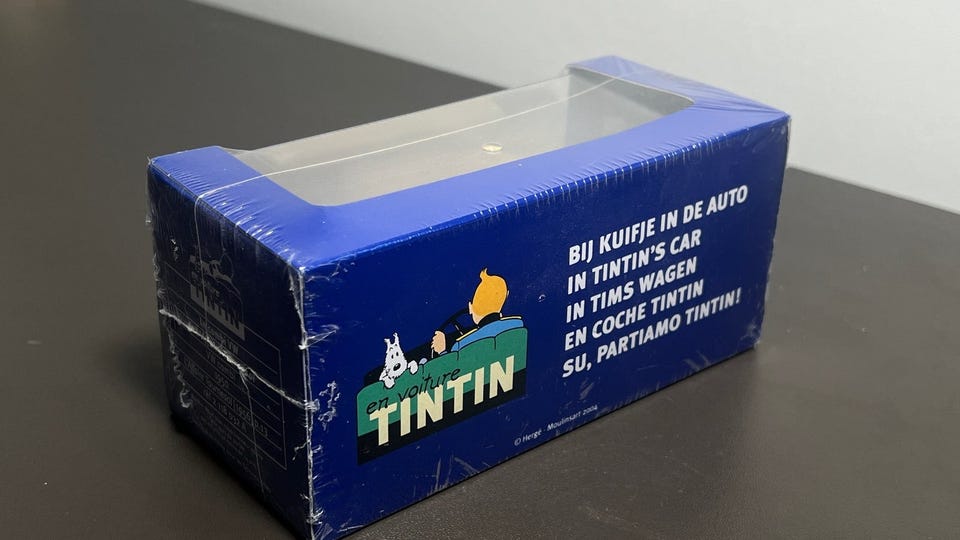 en voiture
TINTIN
BIJ KUIFJE IN DE AUTO
IN TINTIN'S CAR
IN TIMS WAGEN
EN COCHE TINTIN
SU, PARTIAMO TINTIN!
© Hergé - Moulinsart 2004
TINTIN